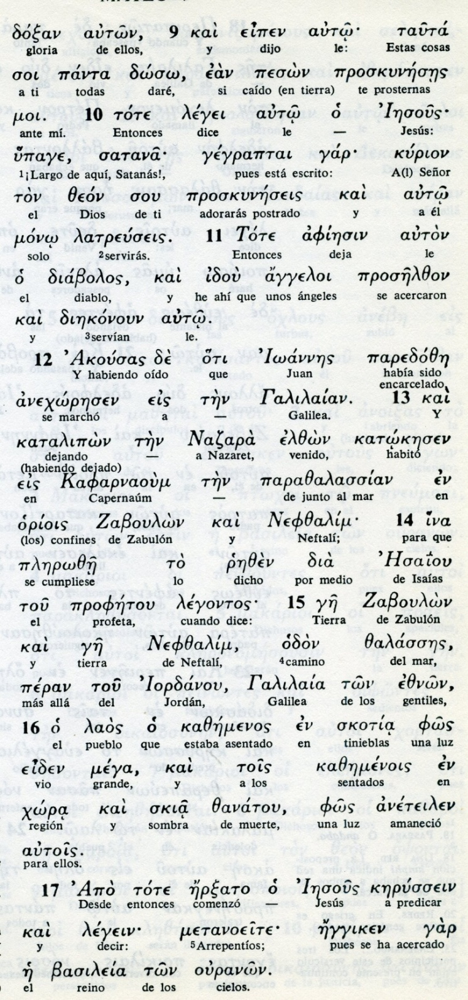 δόξαν αὐτῶν, 9 καὶ εἶπεν αὐτῷ· ταῦτά
gloria de ellos, y dijo le: Estas cosas
σοι πάντα δώσω, ἐὰν πεσὼν προσκυνήσῃς
a ti todas daré, si caído (en tierra) te prosternas
μοι. 10 τότε λέγει αὐτῷ ὁ Ἰησοῦς·
ante mí. Entonces dice le — Jesús:
ὕπαγε, σατανᾶ· γέγραπται γάρ· κύριον
1¡Largo de aquí, Satanás!, pues está escrito: A(l) Señor
τὸν θεόν σου προσκυνήσεις καὶ αὐτῷ
el Dios de ti adorarás postrado y a él
μόνῳ λατρεύσεις. 11 Τότε ἀφίησιν αὐτὸν
solo 2servirás. Entonces deja le
ὁ διάβολος, καὶ ἰδοὺ ἄγγελοι προσῆλθον
el diablo, y he ahí que unos ángeles se acercaron
καὶ διηκόνουν αὐτῷ.
y 3servían le.
12 Ἀκούσας δὲ ὅτι Ἰωάννης παρεδόθη
Y habiendo oído que Juan había sido
encarcelado
ἀνεχώρησεν εἰς τὴν Γαλιλαίαν. 13 καὶ
se marchó a — Galilea. Y
καταλιπὼν τὴν Ναζαρὰ ἐλθὼν κατῴκησεν
dejando — a Nazaret, venido, habitó
(habiendo dejado)
εἰς Καφαρναοὺμ τὴν παραθαλασσίαν ἐν
en Capernaúm — de junto al mar en
ὁρίοις Ζαβουλὼν καὶ Νεφθαλίμ· 14 ἵνα
(los) confines de Zabulón y Neftalí; para que
πληρωθῇ τὸ ῥηθὲν διὰ Ἠσαΐου
se cumpliese lo dicho por medio de Isaías
τοῦ προφήτου λέγοντος· 15 γῆ Ζαβουλὼν
el profeta, cuando dice: Tierra de Zabulón
καὶ γῆ Νεφθαλίμ, ὁδὸν θαλάσσης,
y tierra de Neftalí, 4camino del mar,
πέραν τοῦ Ἰορδάνου, Γαλιλαία τῶν ἐθνῶν,
más allá del Jordán, Galilea de los gentiles,
16 ὁ λαὸς ὁ καθήμενος ἐν σκοτίᾳ φῶς
el pueblo que estaba asentado en tinieblas una luz
εἶδεν μέγα, καὶ τοῖς καθημένοις ἐν
vio grande, y a los sentados en
χώρᾳ καὶ σκιᾷ θανάτου, φῶς ἀνέτειλεν
región y sombra de muerte, una luz amaneció
αὐτοῖς.
para ellos.
17 Ἀπὸ τότε ἤρξατο ὁ Ἰησοῦς κηρύσσειν
Desde entonces comenzó — Jesús a predicar
καὶ λέγειν· μετανοεῖτε· ἤγγικεν γὰρ
y decir: 5Arrepentíos; pues se ha acercado
ἡ βασιλεία τῶν οὐρανῶν.
el reino de los cielos.